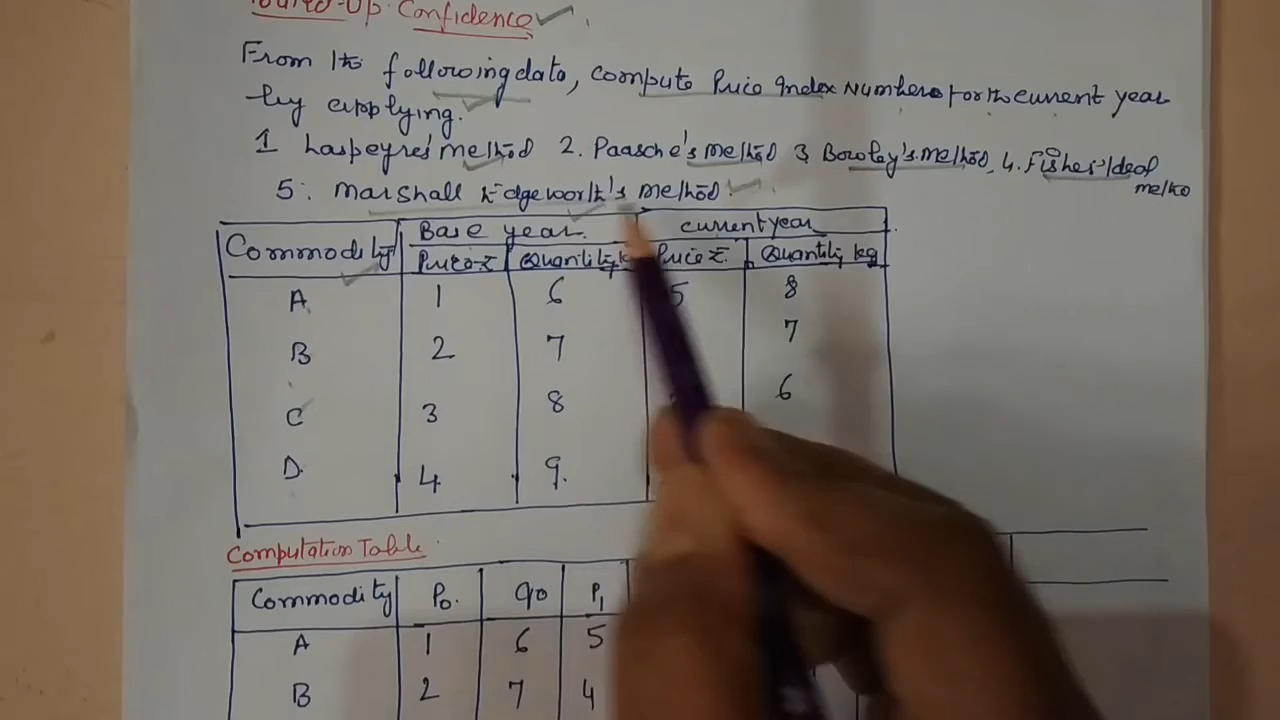 Up Confidence
From the following data, compute Price Index Numbers for the current year
by applying.
1 Laspeyre's method 2. Paasche's method 3 Bowley's method, 4. Fisher Ideal
metho
5. Marshall Edgeworth's method.
Commodity Base year. current year
Price ₹ Quantity k Price ₹. Quantity kg
A 1 6 5 8
B 2 7 7
C 3 8 6
D 4 9.
Computation Table
Commodity P0. q0 P1
A 1 6 5
B 2 7 4